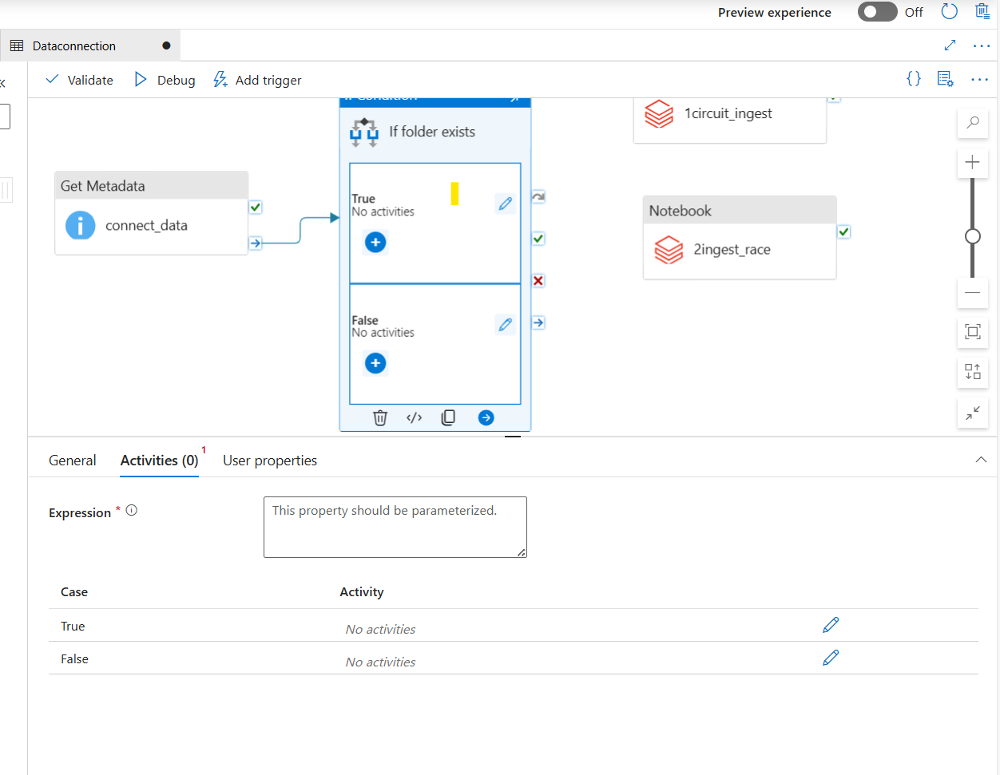 Preview experience
Off
Dataconnection
Validate
Debug
Add trigger
{}
If Condition
If folder exists
1circuit_ingest
Get Metadata
connect_data
True
No activities
False
No activities
Notebook
2ingest_race
General
Activities (0) 1
User properties
Expression *
This property should be parameterized.
Case Activity
True No activities
False No activities